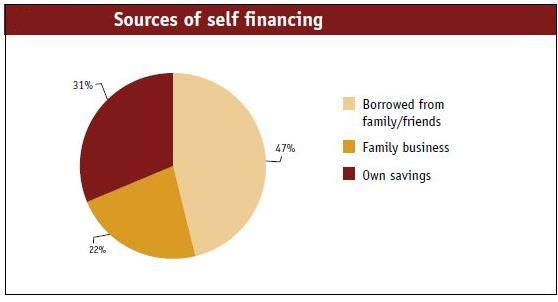 Sources of self financing
31%
47%
22%
Borrowed from
family/friends
Family business
Own savings